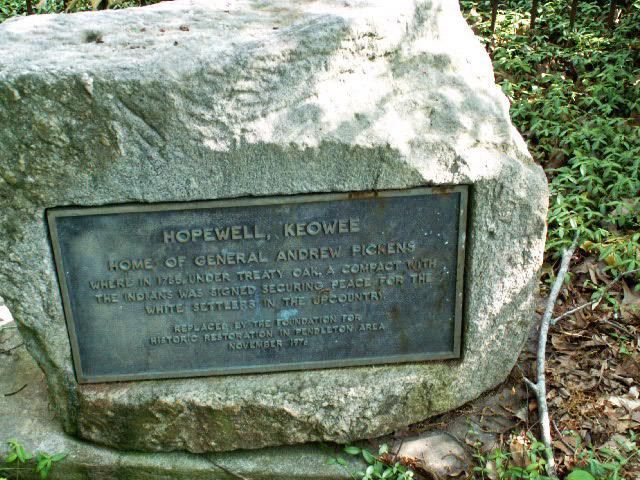 HOPEWELL, KEOWEE
HOME OF GENERAL ANDREW PICKENS
WHERE IN 1785, UNDER TREATY OAK, A COMPACT WITH
THE INDIANS WAS SIGNED SECURING PEACE FOR THE
WHITE SETTLERS IN THE UPCOUNTRY
REPLACED BY THE FOUNDATION FOR
HISTORIC RESTORATION IN PENDLETON AREA
NOVEMBER 1976